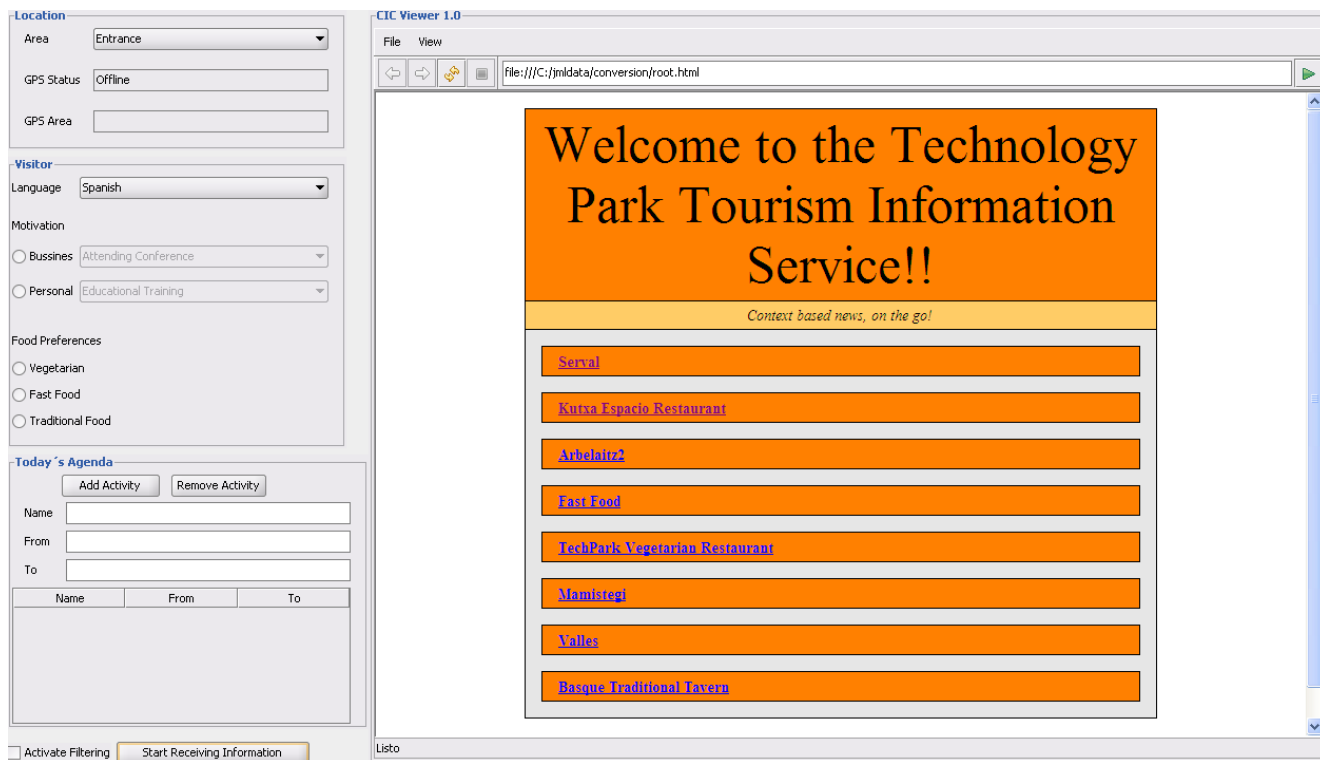 Location
Area Entrance
GPS Status Offline
GPS Area
Visitor
Language Spanish
Motivation
Bussines Attending Conference
Personal Educational Training
Food Preferences
Vegetarian
Fast Food
Traditional Food
Today´s Agenda
Add Activity Remove Activity
Name
From
To
Name From To
Activate Filtering Start Receiving Information
CIC Viewer 1.0
File View
file:///C:/jmldata/conversion/root.html
Welcome to the Technology
Park Tourism Information
Service!!
Context based news, on the go!
Serval
Kutxa Espacio Restaurant
Arbelaitz2
Fast Food
TechPark Vegetarian Restaurant
Mamistegi
Valles
Basque Traditional Tavern
Listo